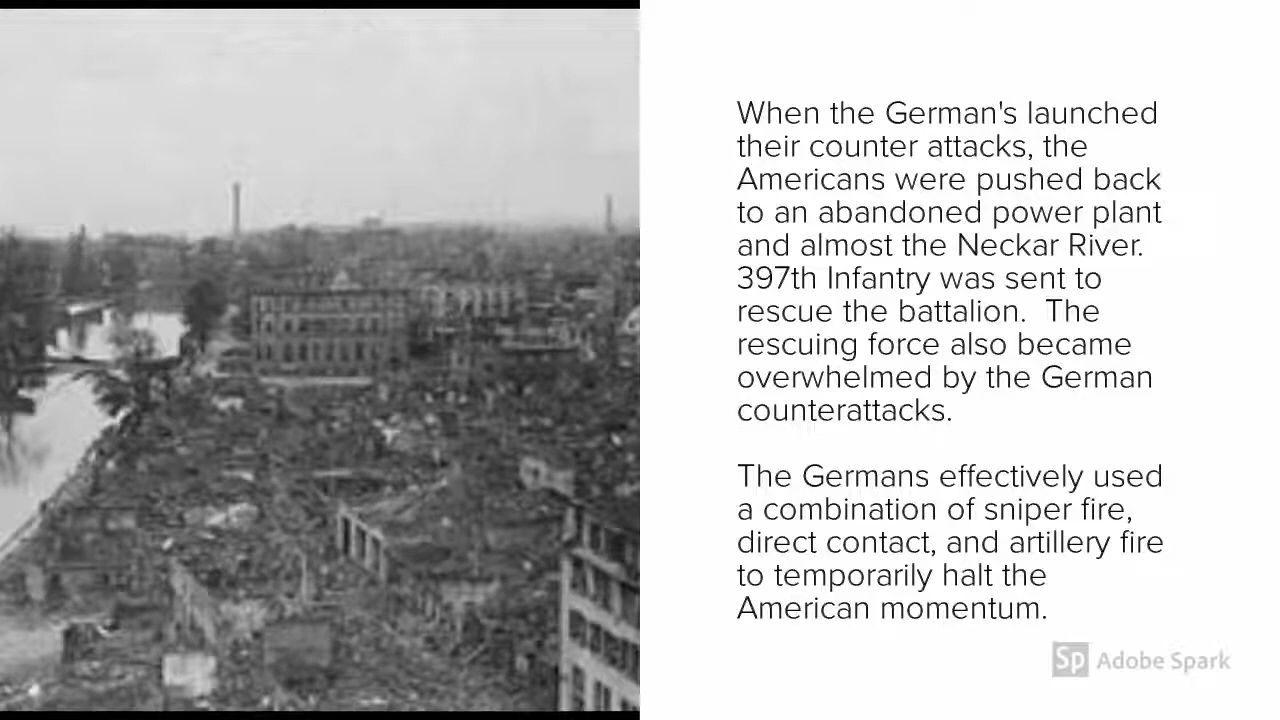 When the German's launched
their counter attacks, the
Americans were pushed back
to an abandoned power plant
and almost the Neckar River.
397th Infantry was sent to
rescue the battalion.  The
rescuing force also became
overwhelmed by the German
counterattacks.

The Germans effectively used
a combination of sniper fire,
direct contact, and artillery fire
to temporarily halt the
American momentum.
Sp Adobe Spark